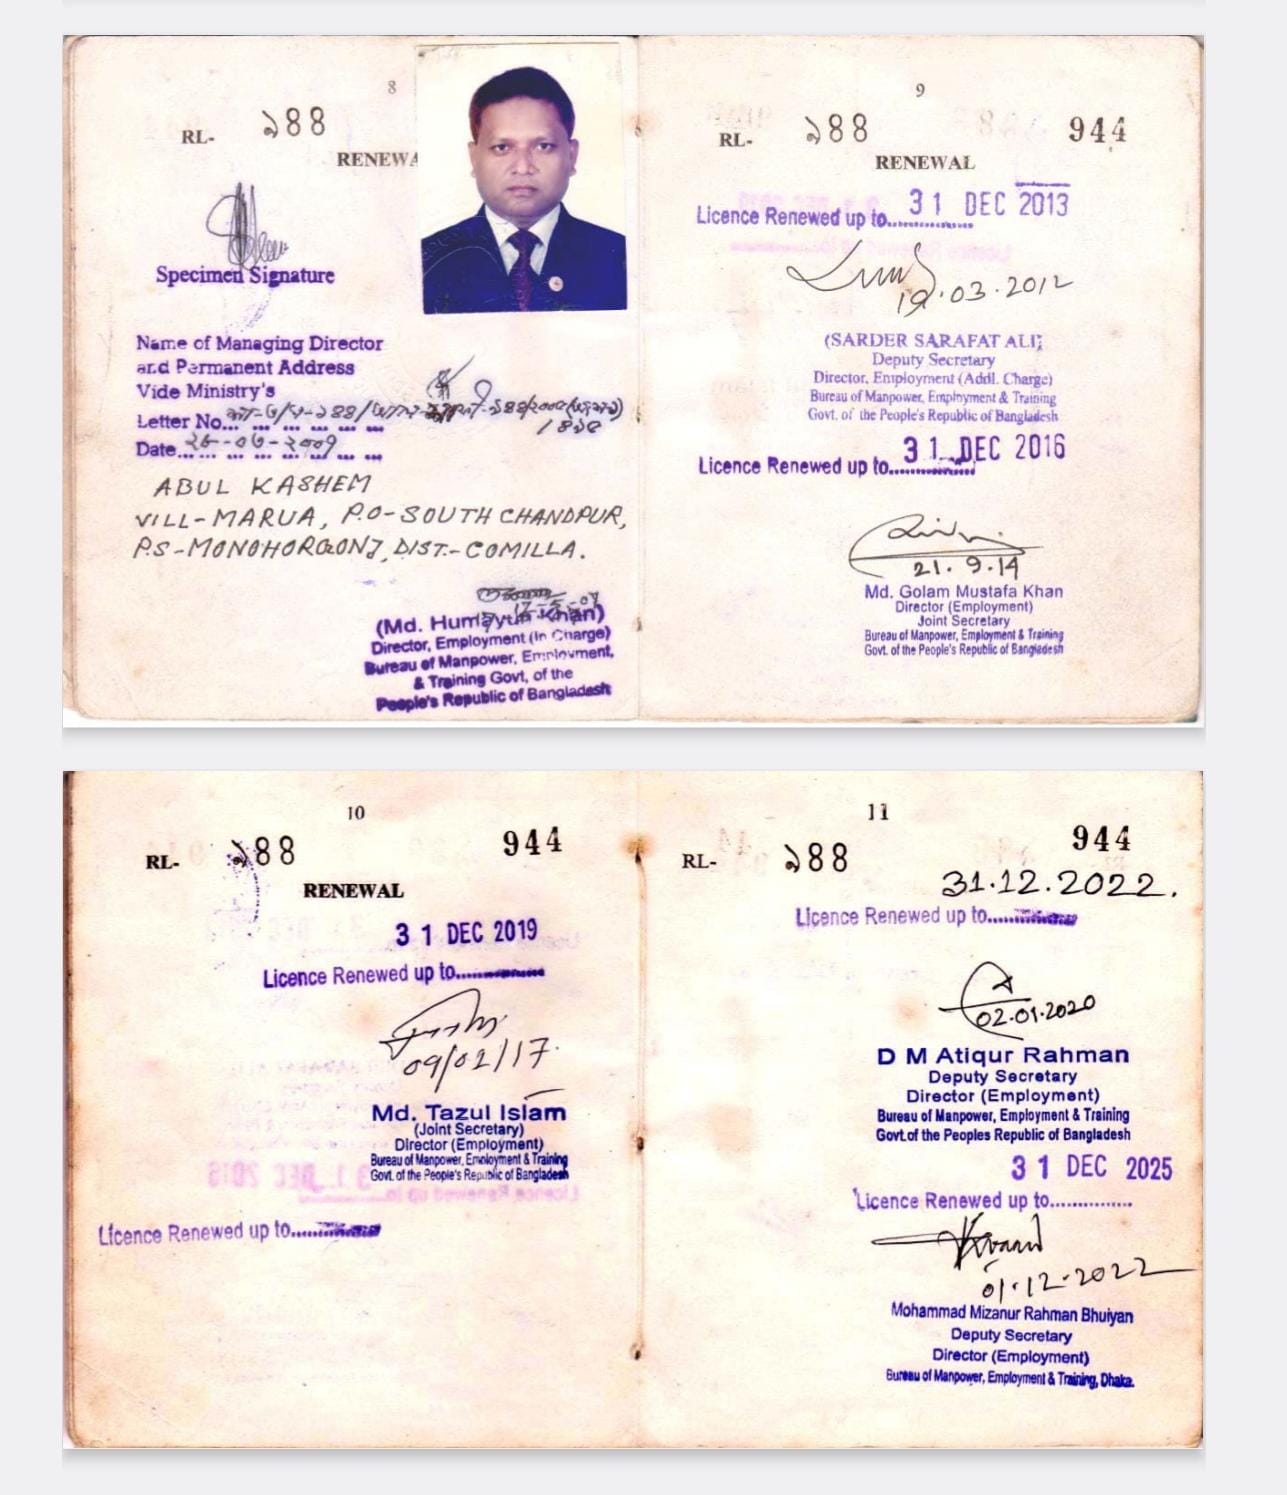 8
RL- ৯৪৪
RENEWA
Specimen Signature
Name of Managing Director
and Permanent Address
Vide Ministry's
Letter No...
Date... ২৮-০৬-২০০৭
ABUL KASHEM
VILL-MARUA, P.O-SOUTH CHANDPUR,
P.S-MONOHORGONJ, DIST.-COMILLA.
(Md. Humayun Khan)
Director, Employment (In Charge)
Bureau of Manpower, Employment,
& Training Govt, of the
People's Republic of Bangladesh
9
RL- ৯৪৪ 944
RENEWAL
Licence Renewed up to 31 DEC 2013
19.03.2012
(SARDER SARAFAT ALI)
Deputy Secretary
Director, Employment (Addl. Charge)
Bureau of Manpower, Employment & Training
Govt. of the People's Republic of Bangladesh
Licence Renewed up to 31 DEC 2016
21.9.14
Md. Golam Mustafa Khan
Director (Employment)
Joint Secretary
Bureau of Manpower, Employment & Training
Govt. of the People's Republic of Bangladesh
10
RL- ৯৪৪ 944
RENEWAL
31 DEC 2019
Licence Renewed up to
09/02/17
Md. Tazul Islam
(Joint Secretary)
Director (Employment)
Bureau of Manpower, Employment & Training
Govt. of the People's Republic of Bangladesh
Licence Renewed up to
11
RL- ৯৪৪ 944
31.12.2022.
Licence Renewed up to
02.01.2020
D M Atiqur Rahman
Deputy Secretary
Director (Employment)
Bureau of Manpower, Employment & Training
Govt.of the Peoples Republic of Bangladesh
31 DEC 2025
Licence Renewed up to
01.12.2022
Mohammad Mizanur Rahman Bhuiyan
Deputy Secretary
Director (Employment)
Bureau of Manpower, Employment & Training, Dhaka.